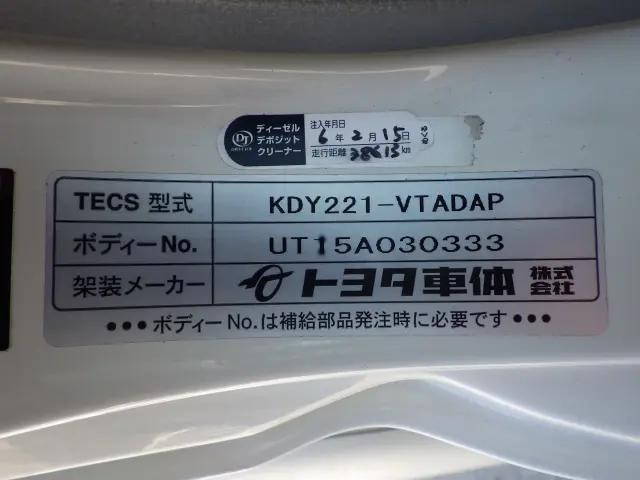 ディーゼル
デポジット
クリーナー
DT
注入年月日
6年2月15日
走行距離 km
TECS 型式 KDY221-VTADAP
ボディーNo. UT15A030333
架装メーカー トヨタ車体 株式会社
●●●ボディーNo.は補給部品発注時に必要です●●●